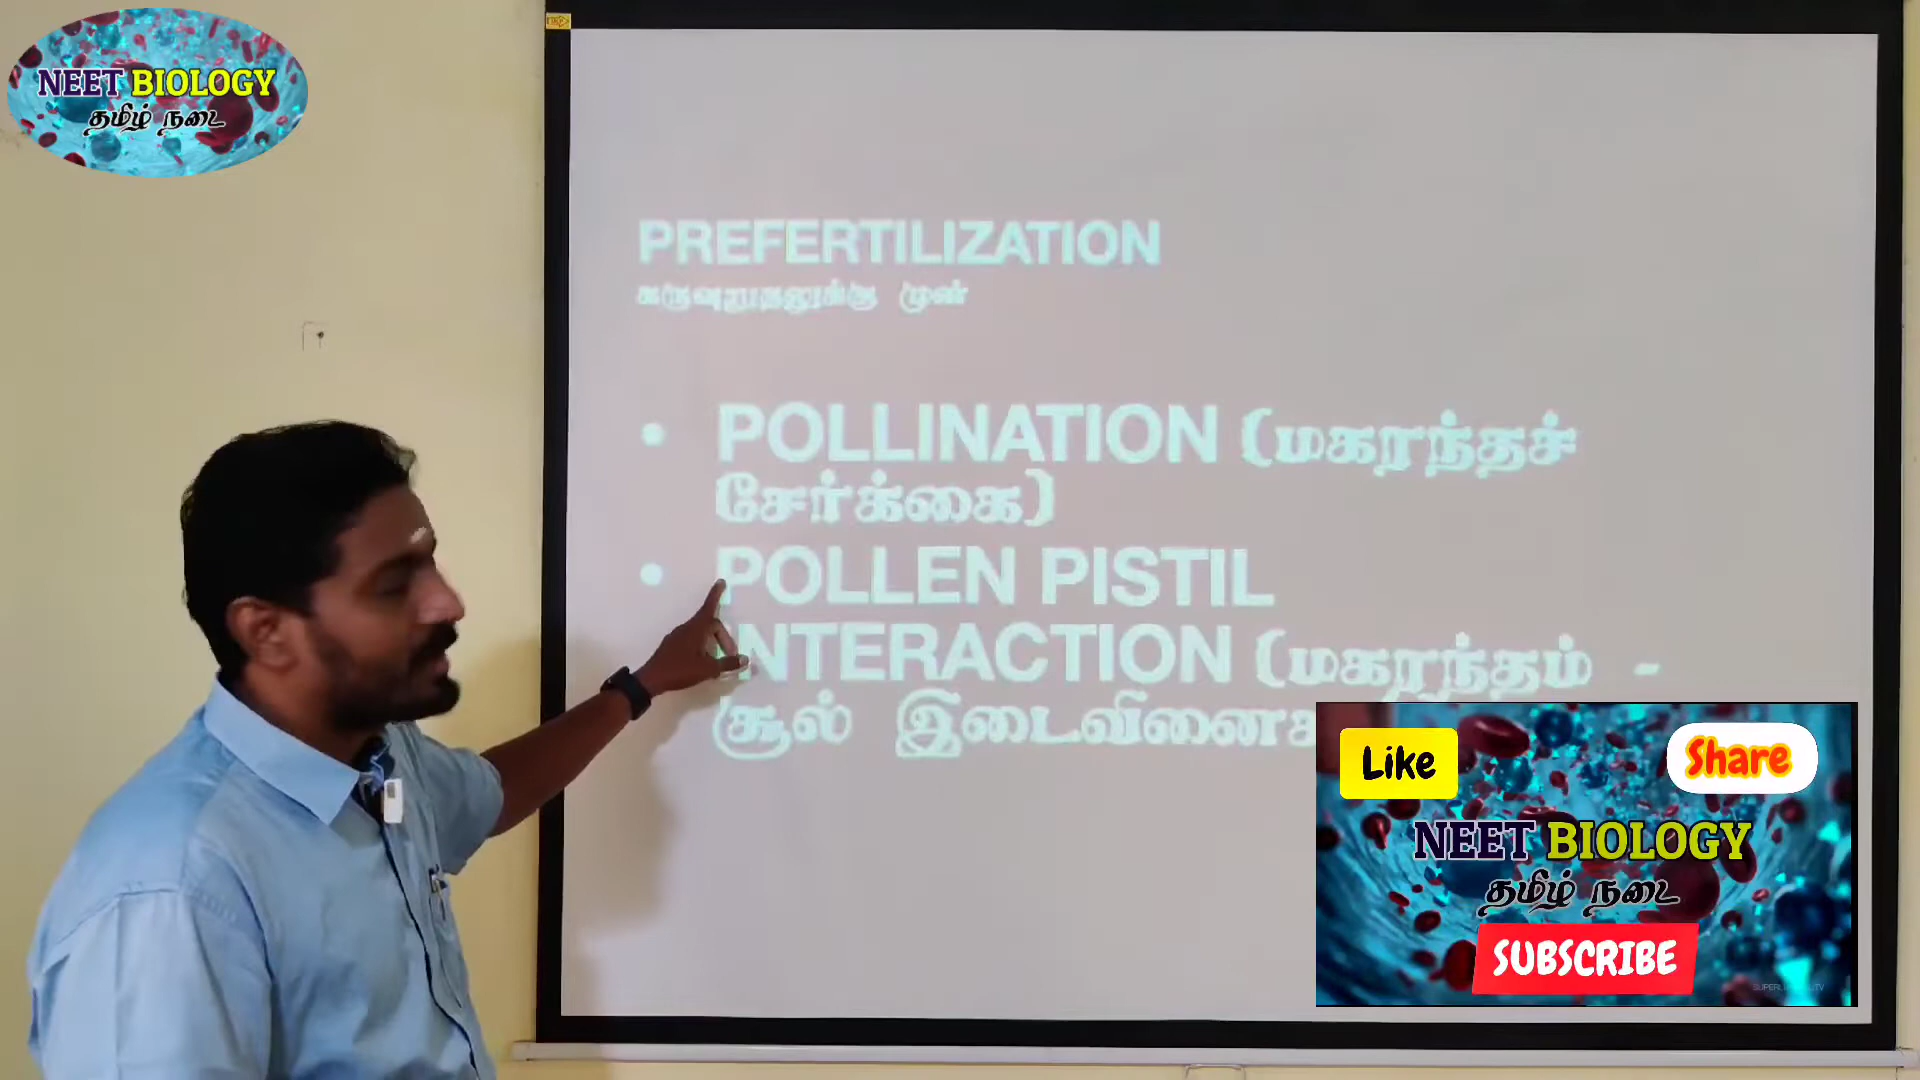 NEET BIOLOGY
தமிழ் நடை
PREFERTILIZATION
கருவுறுதலுக்கு முன்
• POLLINATION (மகரந்தச்
சேர்க்கை)
• POLLEN PISTIL
INTERACTION (மகரந்தம் -
சூல் இடைவினை
Like
Share
NEET BIOLOGY
தமிழ் நடை
SUBSCRIBE